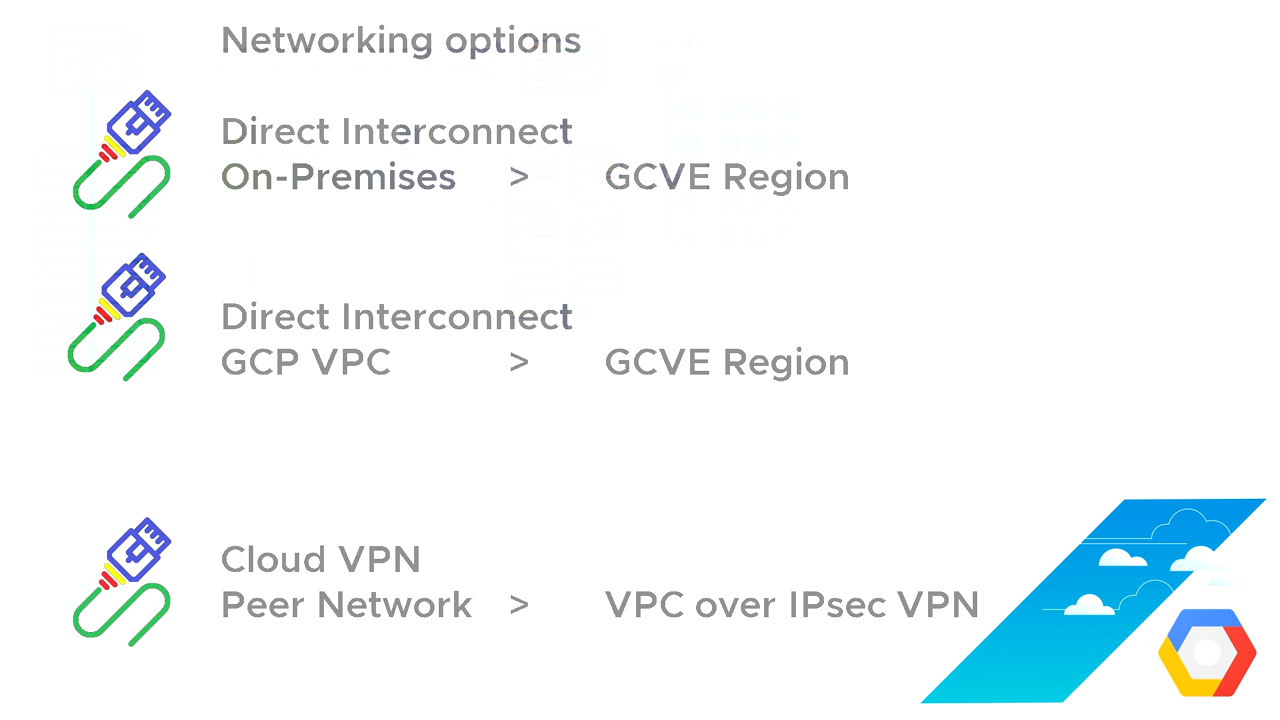 Networking options
Direct Interconnect
On-Premises > GCVE Region
Direct Interconnect
GCP VPC > GCVE Region
Cloud VPN
Peer Network > VPC over IPsec VPN